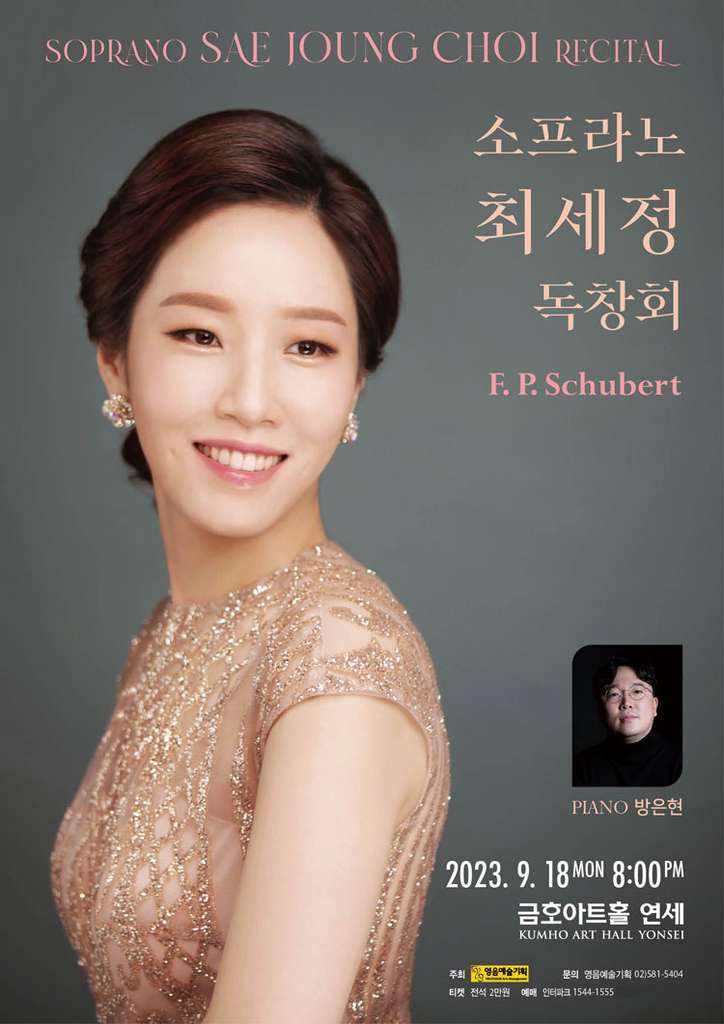 SOPRANO SAE JOUNG CHOI RECITAL
소프라노
최세정
독창회
F. P. Schubert
PIANO 방은현
2023. 9. 18 MON 8:00 PM
금호아트홀 연세
KUMHO ART HALL YONSEI
주최 영음예술기획 문의 영음예술기획 02)581-5404
티켓 전석 2만원 예매 인터파크 1544-1555